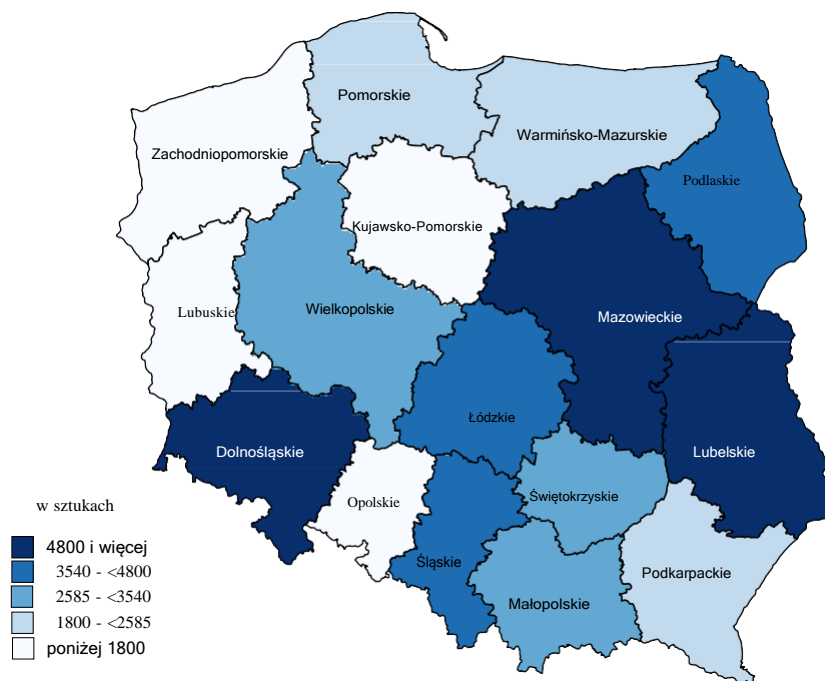 Pomorskie
Warmińsko-Mazurskie
Zachodniopomorskie
Podlaskie
Kujawsko-Pomorskie
Lubuskie
Wielkopolskie
Mazowieckie
Łódzkie
Dolnośląskie
Lubelskie
Opolskie
Świętokrzyskie
Śląskie
Podkarpackie
Małopolskie
w sztukach
4800 i więcej
3540 - <4800
2585 - <3540
1800 - <2585
poniżej 1800